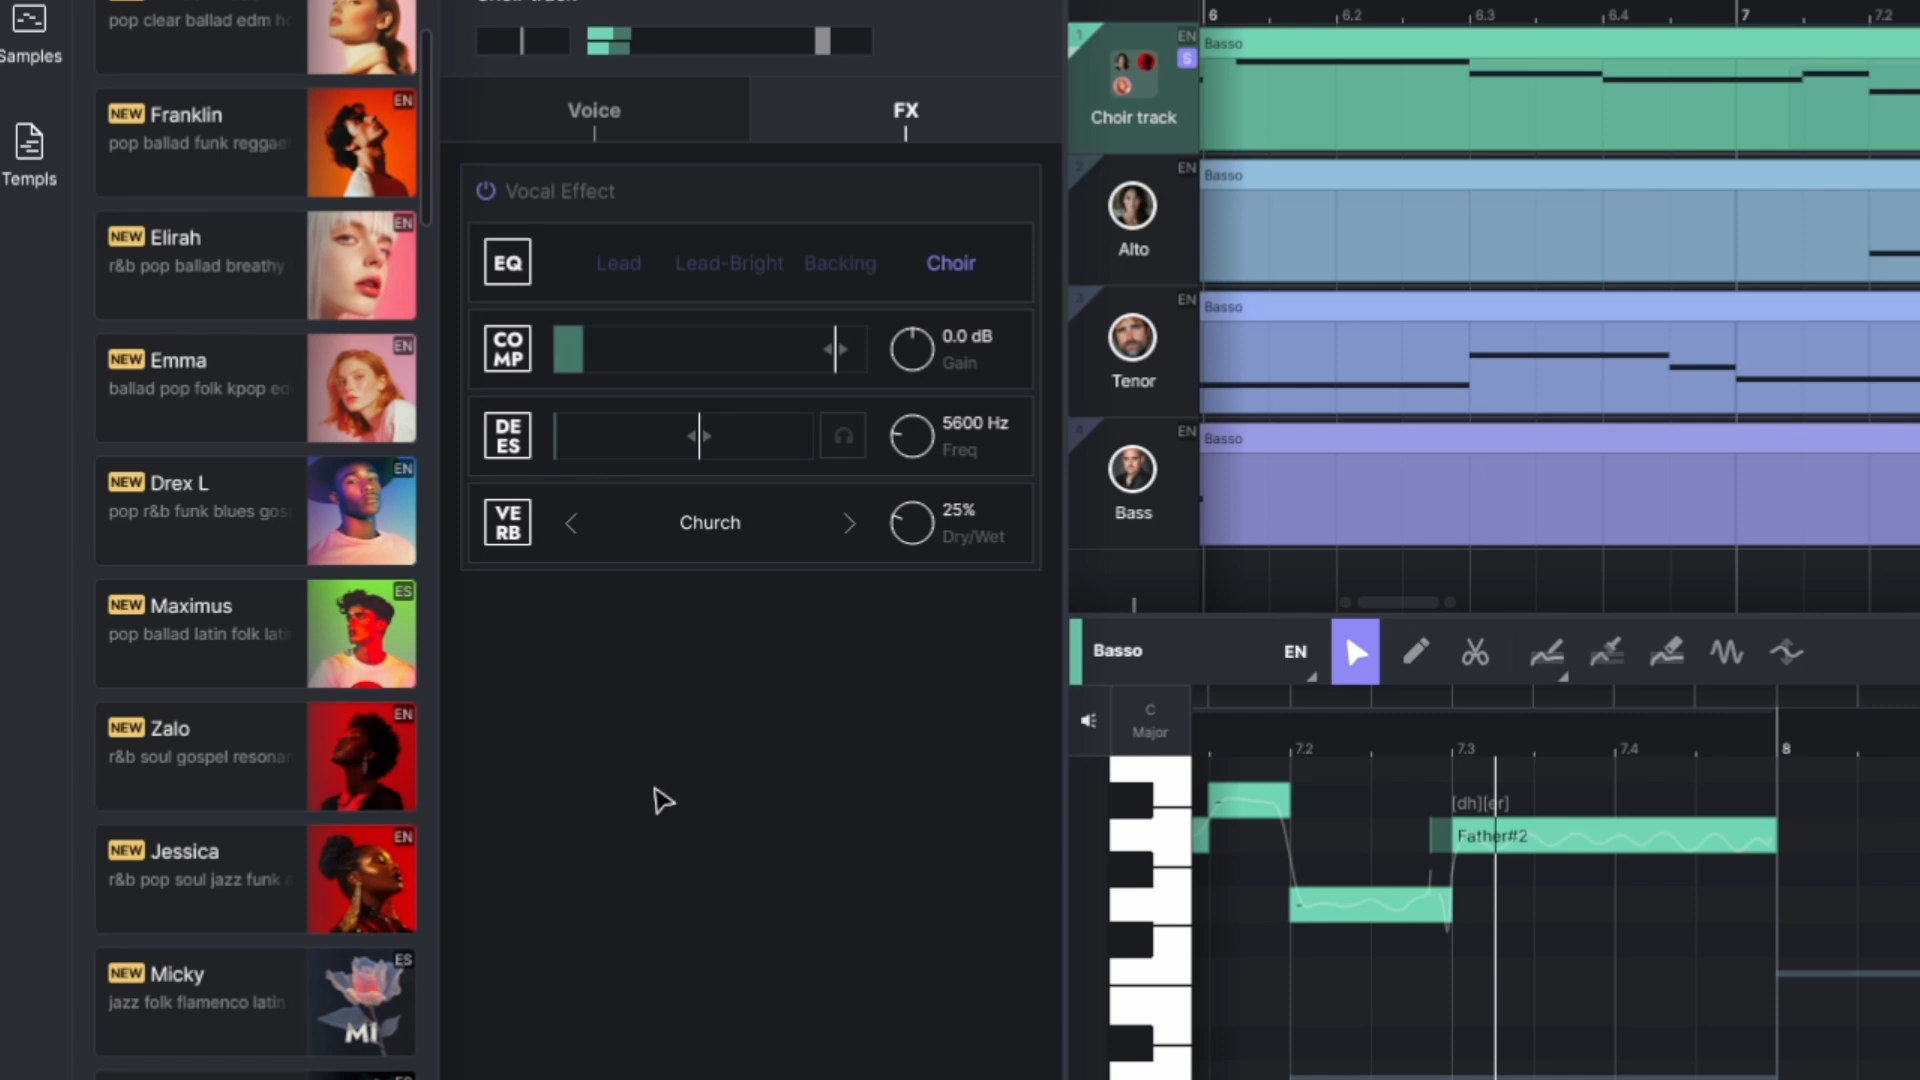 Samples
Templs
pop clear ballad edm
NEW Franklin
EN
pop ballad funk reggae
NEW Elirah
EN
r&b pop ballad breathy
NEW Emma
EN
ballad pop folk kpop
NEW Drex L
EN
pop r&b funk blues
NEW Maximus
ES
pop ballad latin folk
NEW Zalo
EN
r&b soul gospel
NEW Jessica
EN
r&b pop soul jazz funk
NEW Micky
ES
jazz folk flamenco latin
MI
Voice
FX
Vocal Effect
EQ
Lead
Lead-Bright
Backing
Choir
CO
MP
0.0 dB
Gain
DE
ES
5600 Hz
Freq
VE
RB
Church
25%
Dry/Wet
6
6.2
6.3
6.4
7
7.2
1
EN
S
Choir track
Basso
2
EN
Alto
Basso
3
EN
Tenor
Basso
4
EN
Bass
Basso
Basso
EN
C
Major
7.2
7.3
7.4
8
[dh][er]
Father#2
-
-